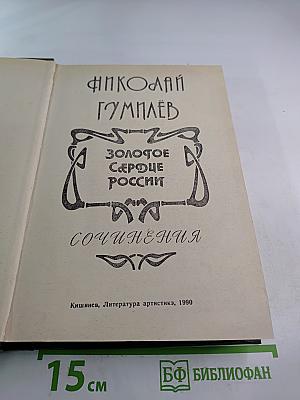 НИКОЛАЙ
ГУМИЛЁВ
ЗОЛОТОЕ
СЕРДЦЕ
РОССИИ
СОЧИНЕНИЯ
Кишинев, Литература артистикэ, 1990
15 см
БФ БИБЛИОФАН